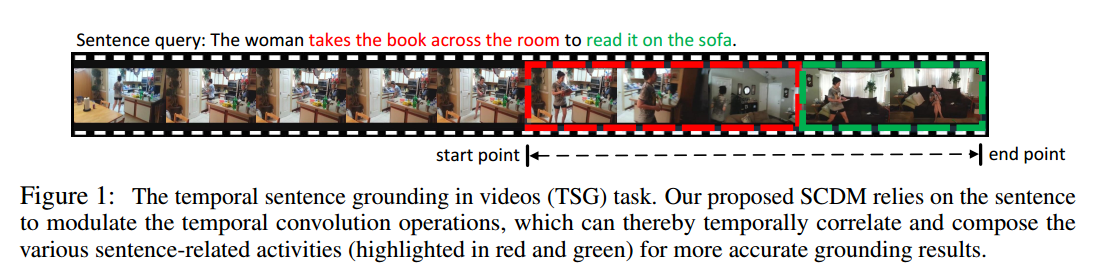 Sentence query: The woman takes the book across the room to read it on the sofa.
start point
end point
Figure 1: The temporal sentence grounding in videos (TSG) task. Our proposed SCDM relies on the sentence
to modulate the temporal convolution operations, which can thereby temporally correlate and compose the
various sentence-related activities (highlighted in red and green) for more accurate grounding results.